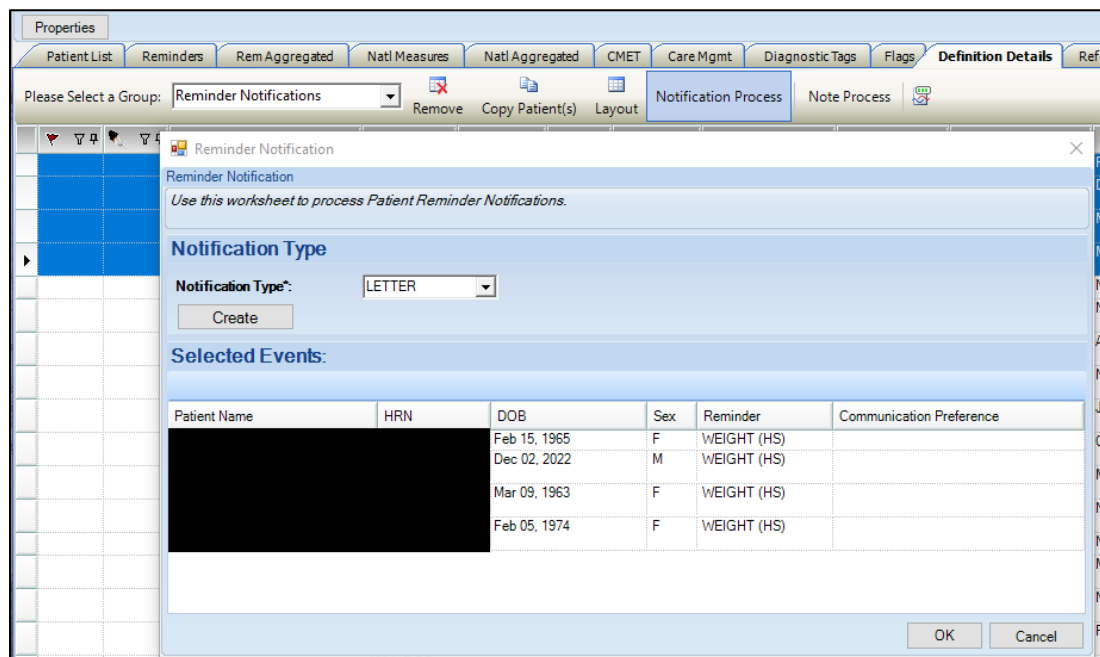 Properties
Patient List Reminders Rem Aggregated Natl Measures Natl Aggregated CMET Care Mgmt Diagnostic Tags Flags Definition Details Ref
Please Select a Group: Reminder Notifications Remove Copy Patient(s) Layout Notification Process Note Process
Reminder Notification
Reminder Notification
Use this worksheet to process Patient Reminder Notifications.
Notification Type
Notification Type*: LETTER
Create
Selected Events:
Patient Name HRN DOB Sex Reminder Communication Preference
Feb 15, 1965 F WEIGHT (HS)
Dec 02, 2022 M WEIGHT (HS)
Mar 09, 1963 F WEIGHT (HS)
Feb 05, 1974 F WEIGHT (HS)
OK Cancel